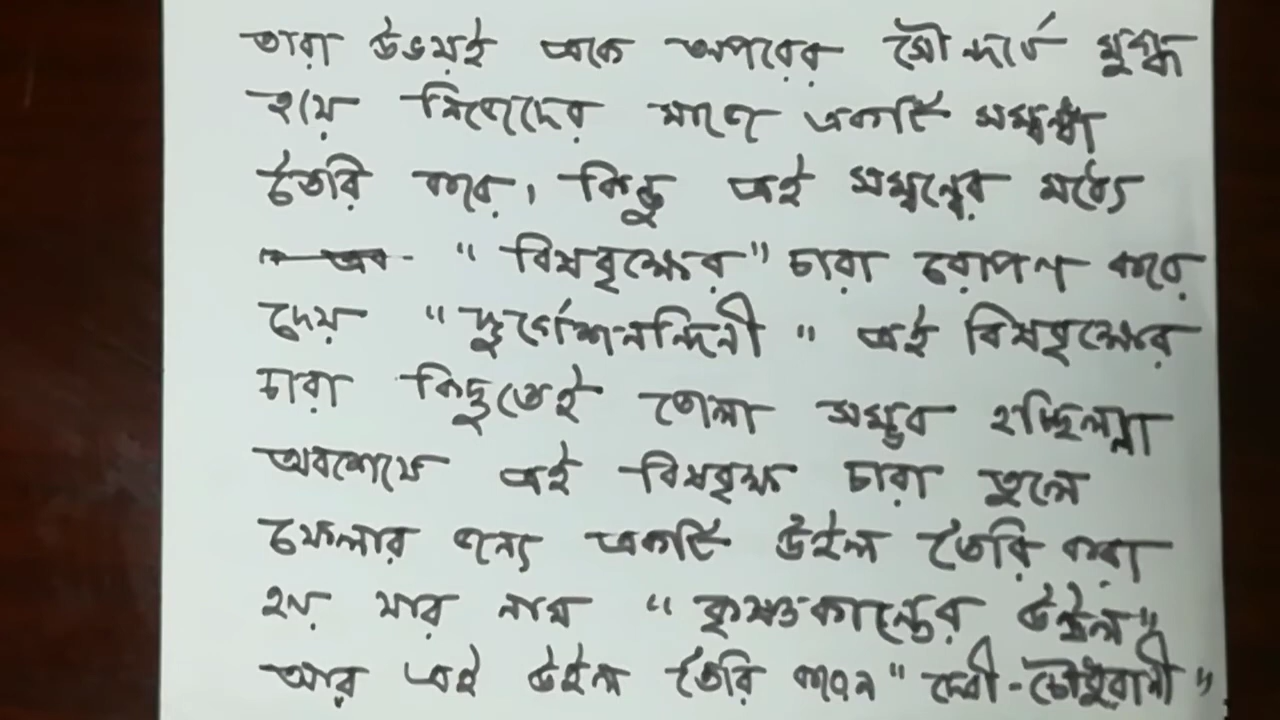 তারা উভয়ই একে অপরের সৌন্দর্যে মুগ্ধ
হয়ে নিজেদের মাঝে একটি সম্বন্ধ
তৈরি করে, কিন্তু এই সম্বন্ধের মধ্যে
"বিষবৃক্ষের" চারা রোপণ করে
দেয় "দুর্গেশনন্দিনী" এই বিষবৃক্ষের
চারা কিছুতেই তোলা সম্ভব হচ্ছিলনা
অবশেষে এই বিষবৃক্ষ চারা তুলে
ফেলার জন্যে একটি উইল তৈরি করা
হয় যার নাম "কৃষ্ণকান্তের উইল"
আর এই উইল তৈরি করেন "দেবী-চৌধুরানী"